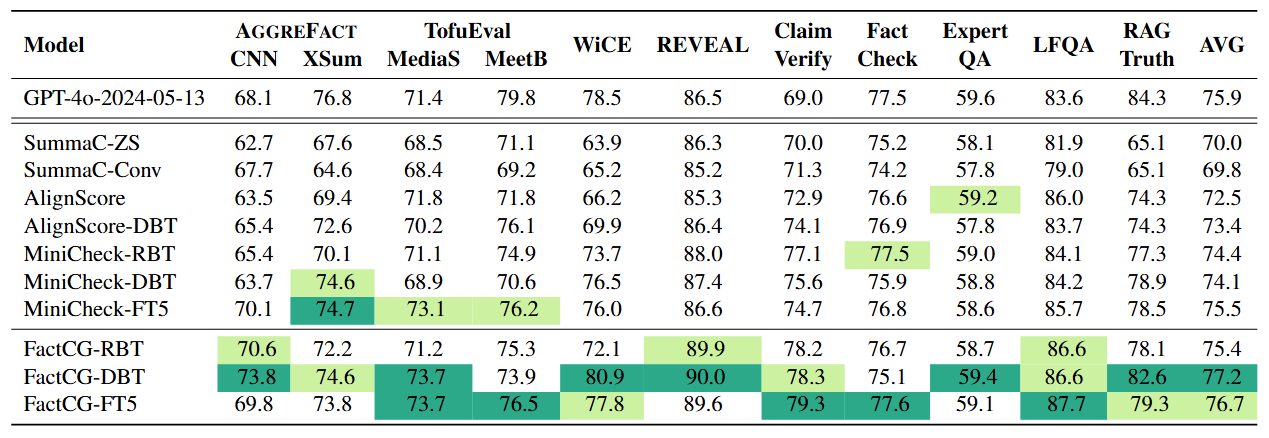 Model AGGREFACT TofuEval WiCE REVEAL Claim Fact Expert LFQA RAG AVG
CNN XSum MediaS MeetB Verify Check QA Truth
GPT-4o-2024-05-13 68.1 76.8 71.4 79.8 78.5 86.5 69.0 77.5 59.6 83.6 84.3 75.9
SummaC-ZS 62.7 67.6 68.5 71.1 63.9 86.3 70.0 75.2 58.1 81.9 65.1 70.0
SummaC-Conv 67.7 64.6 68.4 69.2 65.2 85.2 71.3 74.2 57.8 79.0 65.1 69.8
AlignScore 63.5 69.4 71.8 71.8 66.2 85.3 72.9 76.6 59.2 86.0 74.3 72.5
AlignScore-DBT 65.4 72.6 70.2 76.1 69.9 86.4 74.1 76.9 57.8 83.7 74.3 73.4
MiniCheck-RBT 65.4 70.1 71.1 74.9 73.7 88.0 77.1 77.5 59.0 84.1 77.3 74.4
MiniCheck-DBT 63.7 74.6 68.9 70.6 76.5 87.4 75.6 75.9 58.8 84.2 78.9 74.1
MiniCheck-FT5 70.1 74.7 73.1 76.2 76.0 86.6 74.7 76.8 58.6 85.7 78.5 75.5
FactCG-RBT 70.6 72.2 71.2 75.3 72.1 89.9 78.2 76.7 58.7 86.6 78.1 75.4
FactCG-DBT 73.8 74.6 73.7 73.9 80.9 90.0 78.3 75.1 59.4 86.6 82.6 77.2
FactCG-FT5 69.8 73.8 73.7 76.5 77.8 89.6 79.3 77.6 59.1 87.7 79.3 76.7